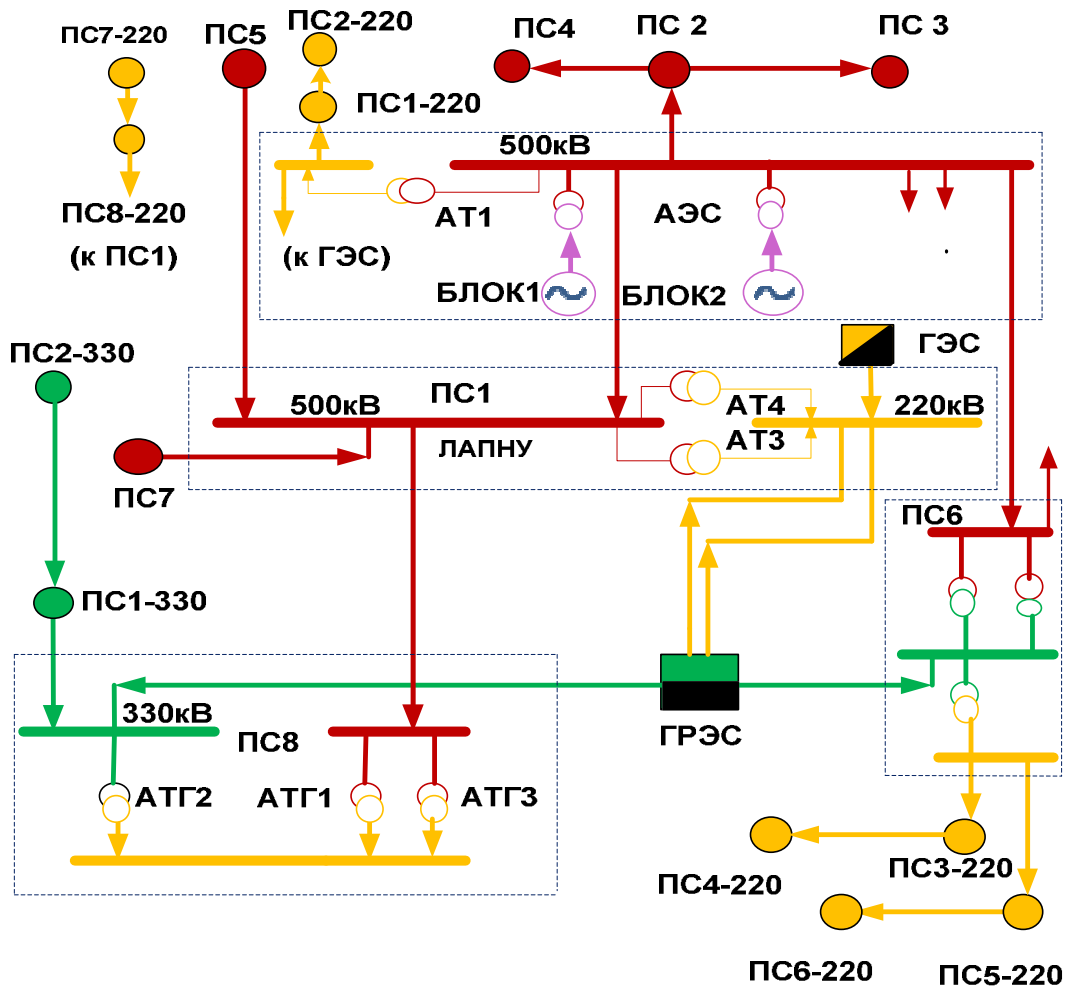 ПС7-220
ПС5
ПС2-220
ПС4
ПС 2
ПС 3
ПС1-220
500кВ
ПС8-220
(к ПС1)
АТ1
АЭС
(к ГЭС)
БЛОК1
БЛОК2
ПС2-330
ГЭС
ПС1
500кВ
АТ4
220кВ
ЛАПНУ
АТ3
ПС7
ПС6
ПС1-330
330кВ
ПС8
ГРЭС
АТГ2
АТГ1
АТГ3
ПС3-220
ПС4-220
ПС6-220
ПС5-220